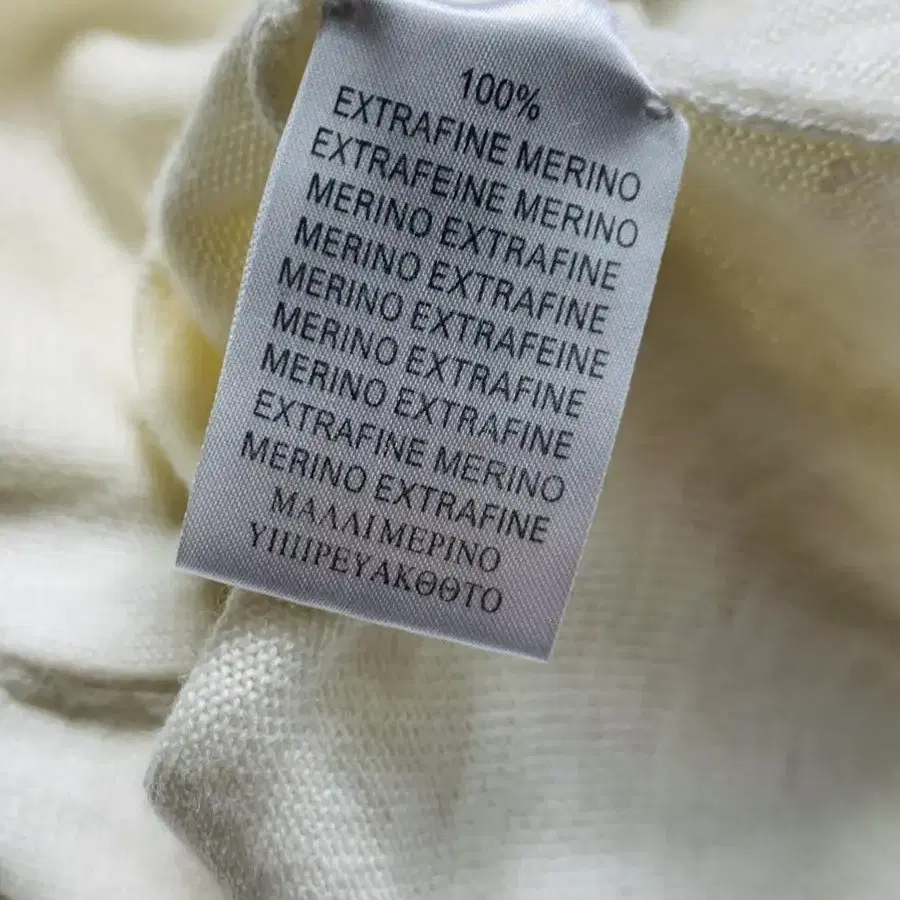 100%
EXTRAFINE MERINO
EXTRAFEINE MERINO
MERINO EXTRAFINE
MERINO EXTRAFINE
MERINO EXTRAFEINE
MERINO EXTRAFINE
MERINO EXTRAFINE
EXTRAFINE MERINO
MERINO EXTRAFINE
ΜΑΛΛΙ ΜΕΡΙΝΟ
ΥΙΙΙΙΡΕΥΑΚΘΘΤΟ